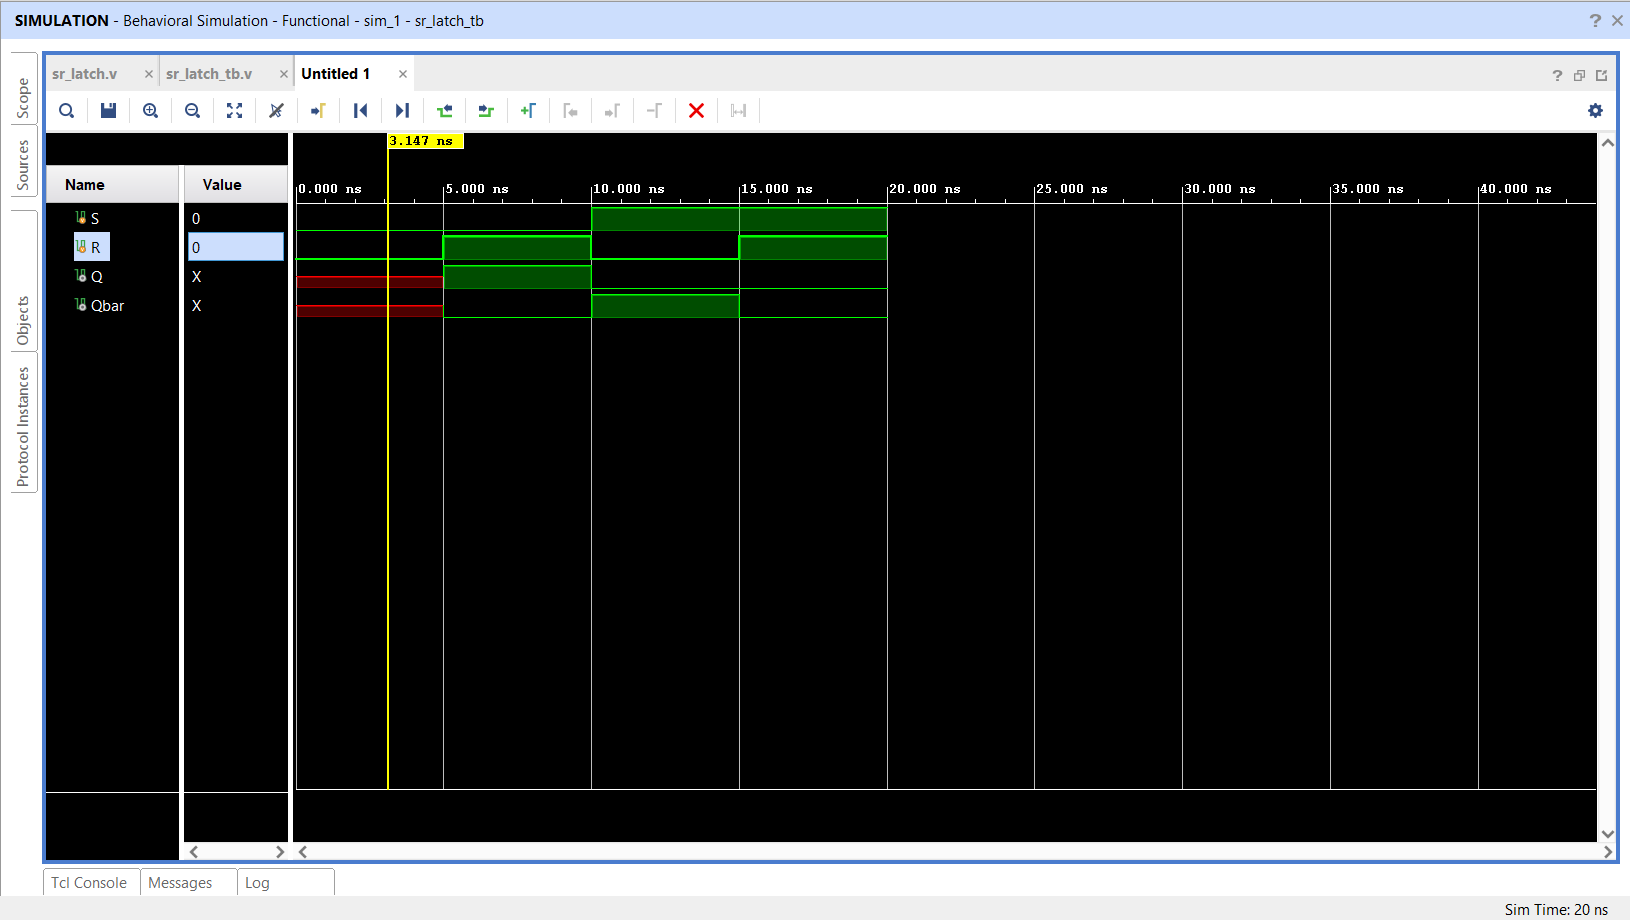 SIMULATION - Behavioral Simulation - Functional - sim_1 - sr_latch_tb
sr_latch.v
sr_latch_tb.v
Untitled 1
Scope
Sources
Objects
Protocol Instances
3.147 ns
Name
Value
0.000 ns 5.000 ns 10.000 ns 15.000 ns 20.000 ns 25.000 ns 30.000 ns 35.000 ns 40.000 ns
S 0
R 0
Q X
Qbar X
Tcl Console
Messages
Log
Sim Time: 20 ns